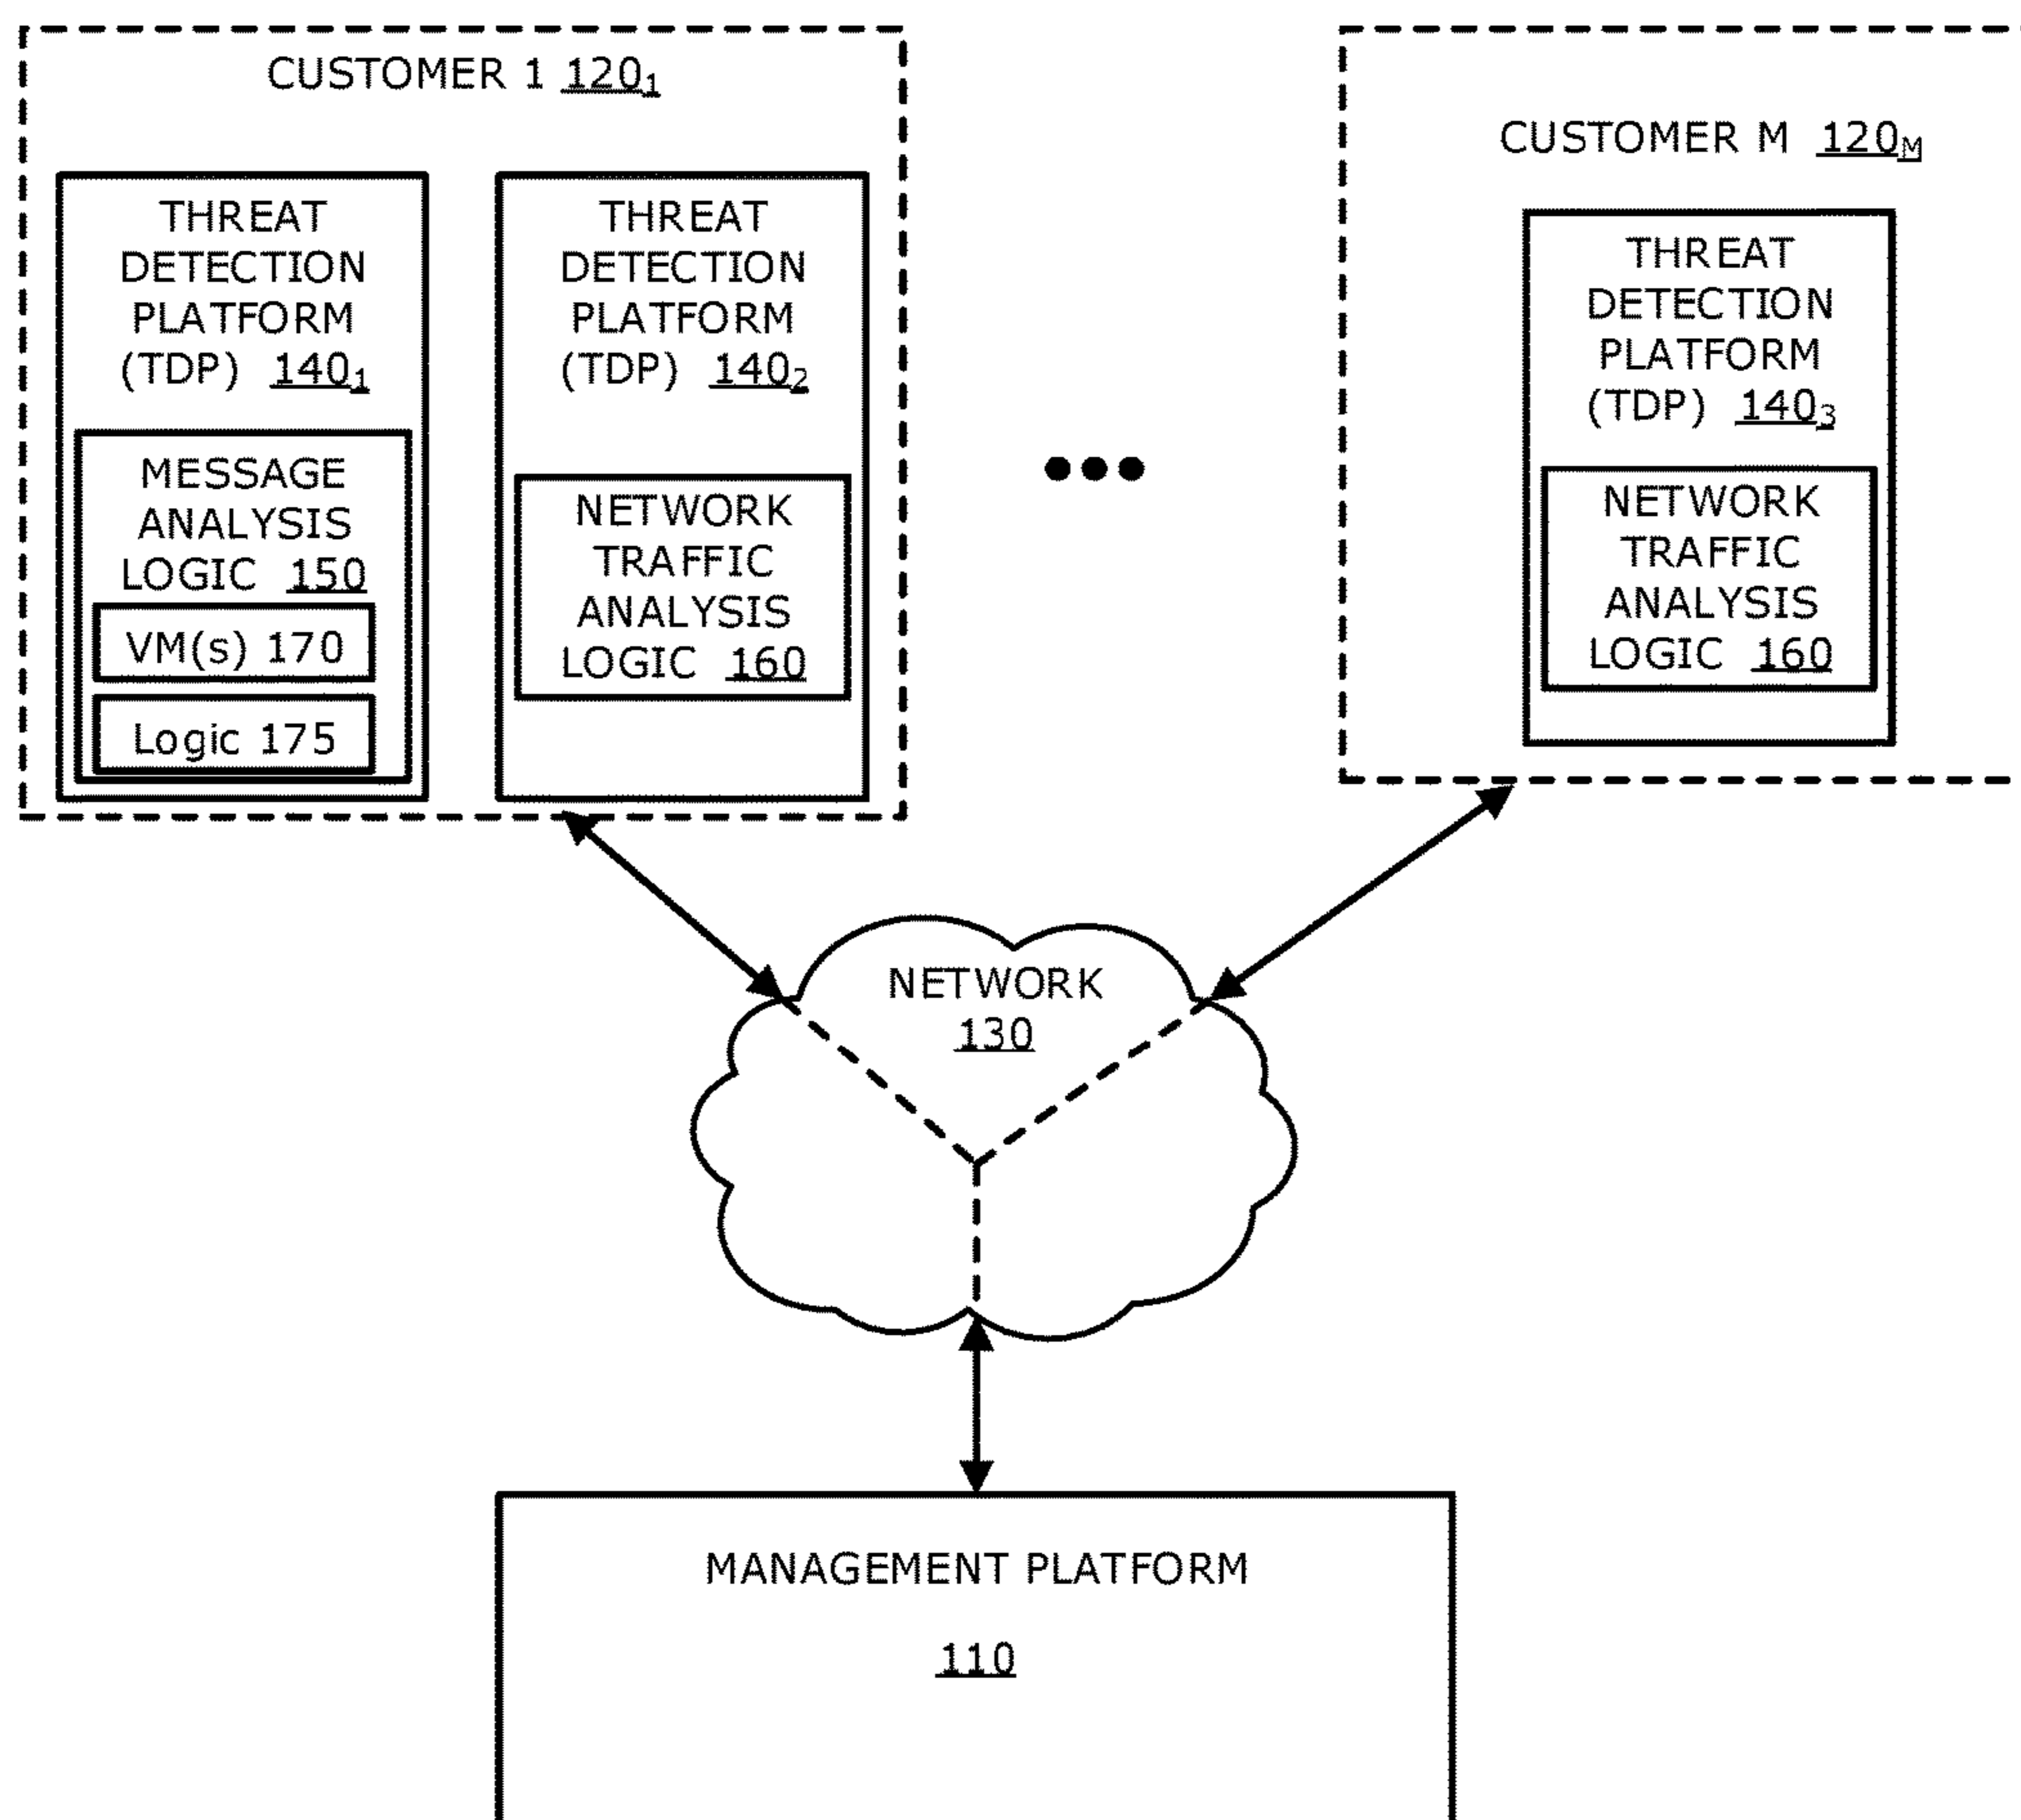 CUSTOMER 1 120₁
THREAT
DETECTION
PLATFORM
(TDP) 140₁
MESSAGE
ANALYSIS
LOGIC 150
VM(s) 170
Logic 175
THREAT
DETECTION
PLATFORM
(TDP) 140₂
NETWORK
TRAFFIC
ANALYSIS
LOGIC 160
CUSTOMER M 120M
THREAT
DETECTION
PLATFORM
(TDP) 140₃
NETWORK
TRAFFIC
ANALYSIS
LOGIC 160
NETWORK
130
MANAGEMENT PLATFORM
110